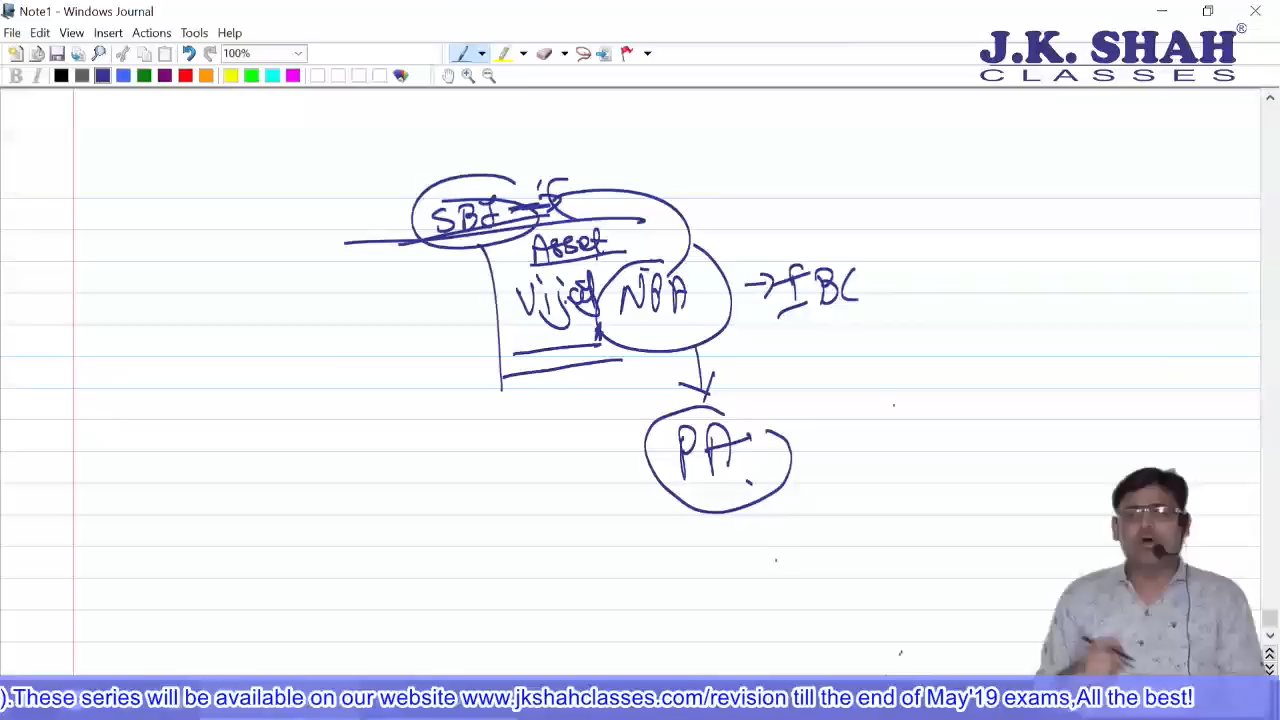 Note1 - Windows Journal
File Edit View Insert Actions Tools Help
100%
B I
J.K. SHAH®
CLASSES
SBI
Asset
NPA → IBC
PA
).These series will be available on our website www.jkshahclasses.com/revision till the end of May'19 exams,All the best!